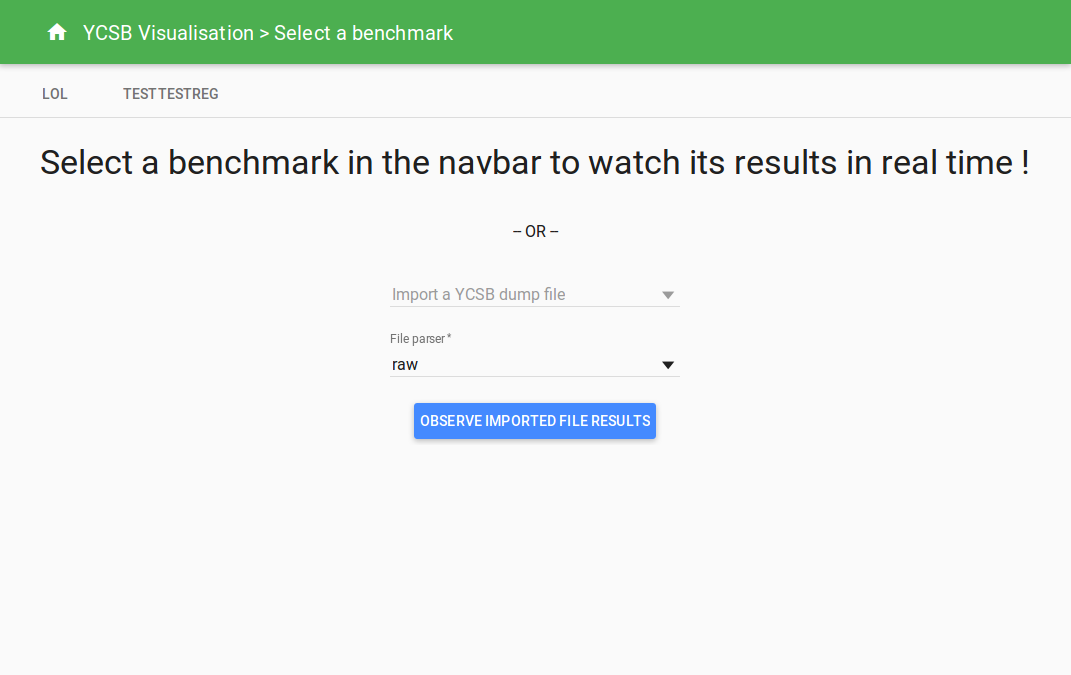 YCSB Visualisation > Select a benchmark
LOL TESTTESTREG
Select a benchmark in the navbar to watch its results in real time !
-- OR --
Import a YCSB dump file
File parser *
raw
OBSERVE IMPORTED FILE RESULTS